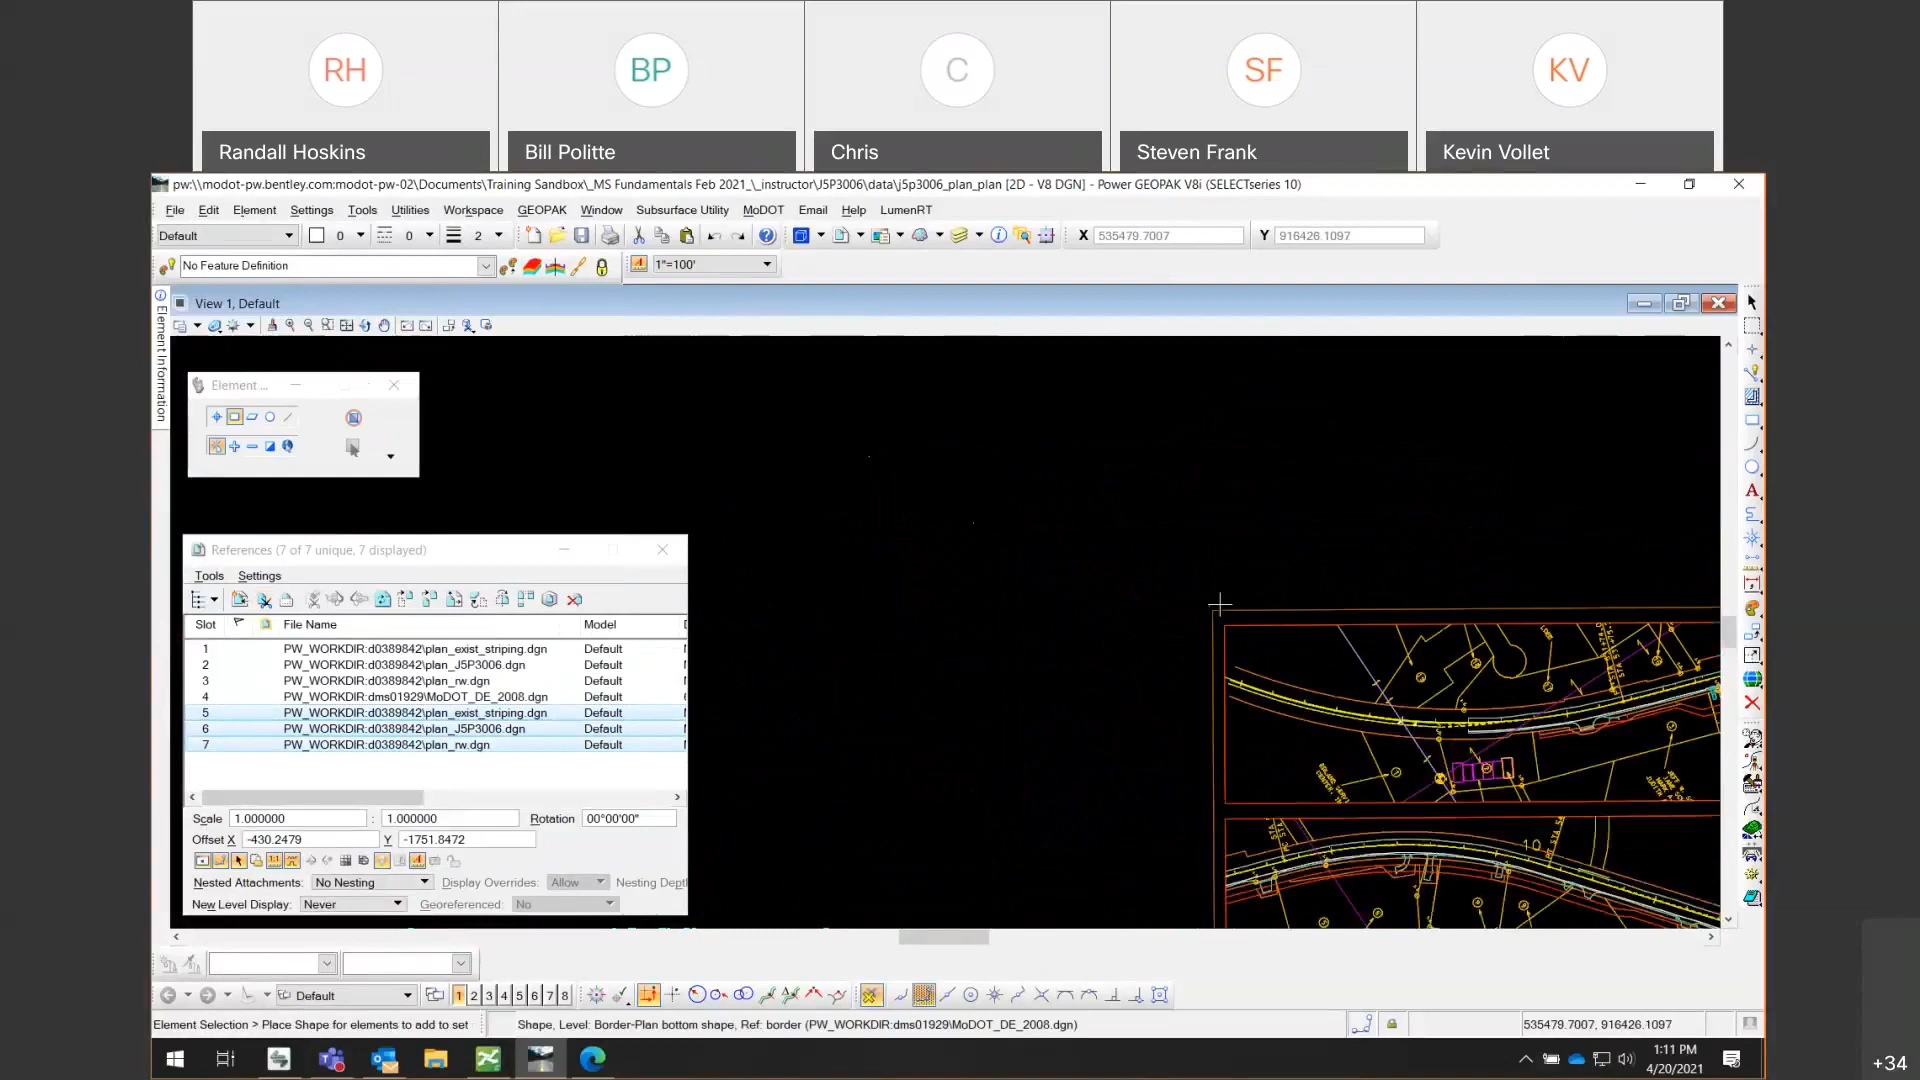 RH
BP
C
SF
KV
Randall Hoskins
Bill Politte
Chris
Steven Frank
Kevin Vollet
pw:\\modot-pw.bentley.com:modot-pw-02\Documents\Training Sandbox\_MS Fundamentals Feb 2021_\_instructor\J5P3006\data\j5p3006_plan_plan [2D - V8 DGN] - Power GEOPAK V8i (SELECTseries 10)
File Edit Element Settings Tools Utilities Workspace GEOPAK Window Subsurface Utility MoDOT Email Help LumenRT
Default 0 0 2 X 535479.7007 Y 916426.1097
No Feature Definition 1"=100'
View 1, Default
Element Information
Element ...
References (7 of 7 unique, 7 displayed)
Tools Settings
Slot File Name Model
1 PW_WORKDIR:d0389842\plan_exist_striping.dgn Default
2 PW_WORKDIR:d0389842\plan_J5P3006.dgn Default
3 PW_WORKDIR:d0389842\plan_rw.dgn Default
4 PW_WORKDIR:dms01929\MoDOT_DE_2008.dgn Default
5 PW_WORKDIR:d0389842\plan_exist_striping.dgn Default
6 PW_WORKDIR:d0389842\plan_J5P3006.dgn Default
7 PW_WORKDIR:d0389842\plan_rw.dgn Default
Scale 1.000000 : 1.000000 Rotation 00°00'00"
Offset X -430.2479 Y -1751.8472
Nested Attachments: No Nesting Display Overrides: Allow Nesting Depth
New Level Display: Never Georeferenced: No
10
Default 1 2 3 4 5 6 7 8
Element Selection > Place Shape for elements to add to set Shape, Level: Border-Plan bottom shape, Ref: border (PW_WORKDIR:dms01929\MoDOT_DE_2008.dgn) 535479.7007, 916426.1097
1:11 PM
4/20/2021
+34